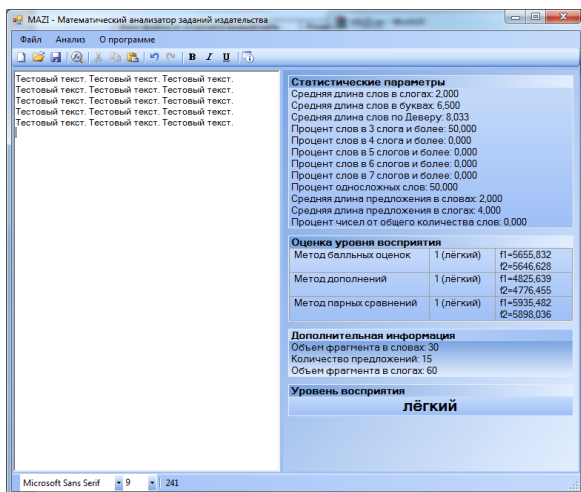 MAZI - Математический анализатор заданий издательства
Файл Анализ О программе
B I U
Тестовый текст. Тестовый текст. Тестовый текст.
Тестовый текст. Тестовый текст. Тестовый текст.
Тестовый текст. Тестовый текст. Тестовый текст.
Тестовый текст. Тестовый текст. Тестовый текст.
Тестовый текст. Тестовый текст. Тестовый текст.
Статистические параметры
Средняя длина слов в слогах: 2,000
Средняя длина слов в буквах: 6,500
Средняя длина слов по Деверу: 8,033
Процент слов в 3 слога и более: 50,000
Процент слов в 4 слога и более: 0,000
Процент слов в 5 слогов и более: 0,000
Процент слов в 6 слогов и более: 0,000
Процент слов в 7 слогов и более: 0,000
Процент односложных слов: 50,000
Средняя длина предложения в словах: 2,000
Средняя длина предложения в слогах: 4,000
Процент чисел от общего количества слов: 0,000
Оценка уровня восприятия
Метод балльных оценок 1 (лёгкий) f1=5655,832
f2=5646,628
Метод дополнений 1 (лёгкий) f1=4825,639
f2=4776,455
Метод парных сравнений 1 (лёгкий) f1=5935,482
f2=5898,036
Дополнительная информация
Объем фрагмента в словах: 30
Количество предложений: 15
Объем фрагмента в слогах: 60
Уровень восприятия
лёгкий
Microsoft Sans Serif 9 241